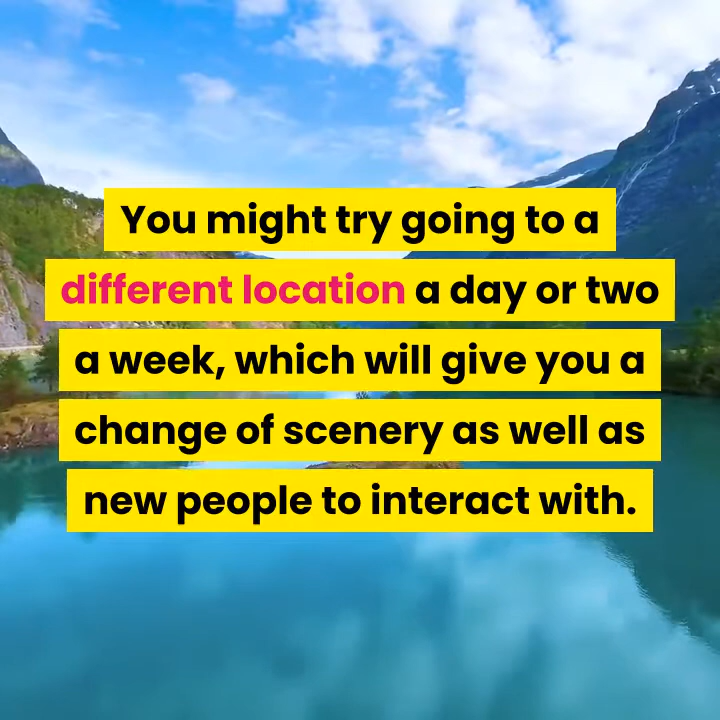 You might try going to a
different location a day or two
a week, which will give you a
change of scenery as well as
new people to interact with.